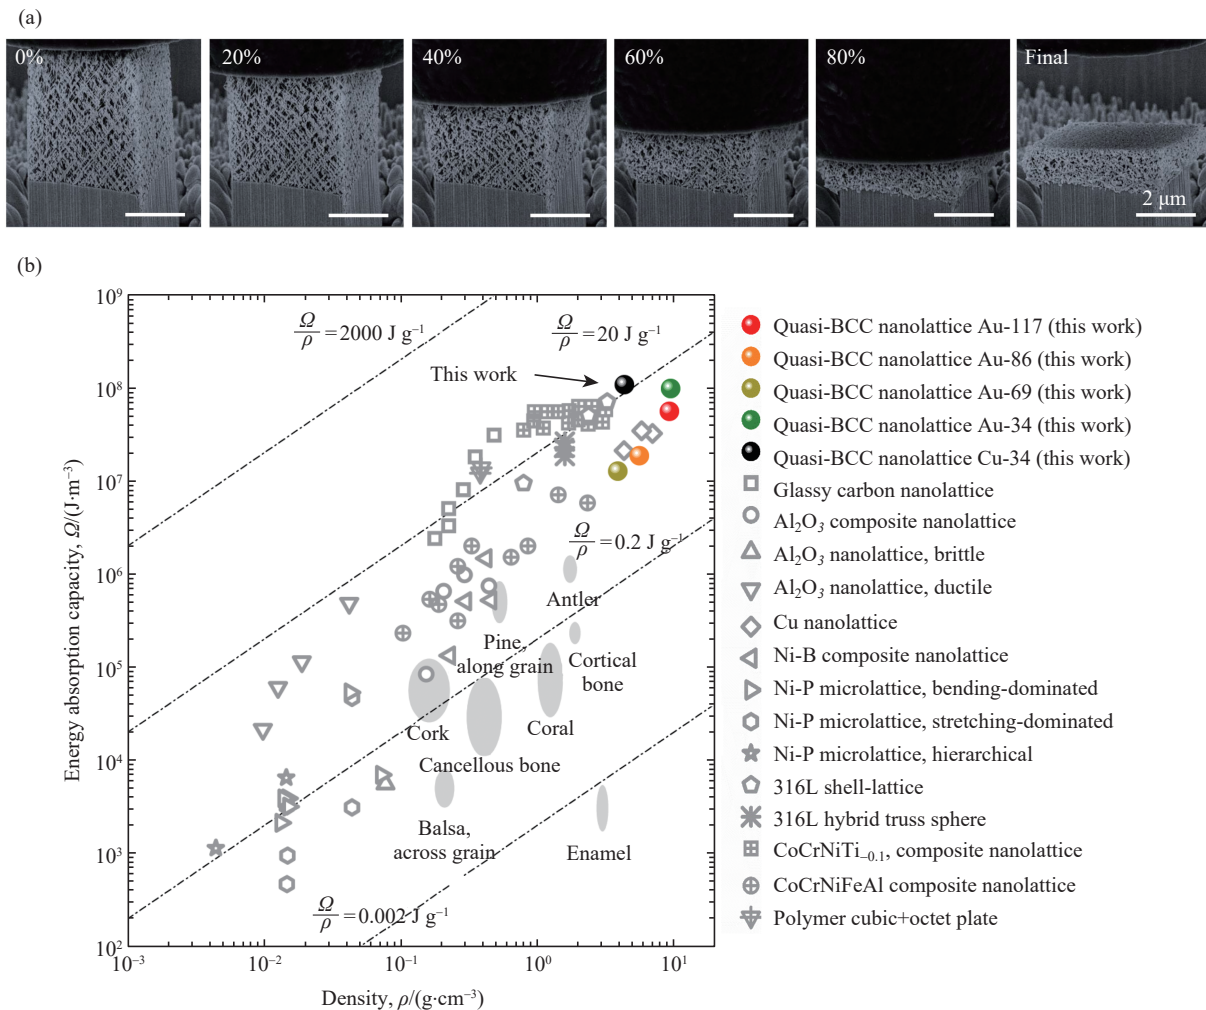 (a)
0%
20%
40%
60%
80%
Final
2 μm
(b)
Energy absorption capacity, Ω/(J·m⁻³)
10⁹
10⁸
10⁷
10⁶
10⁵
10⁴
10³
10²
10⁻³
10⁻²
10⁻¹
10⁰
10¹
Density, ρ/(g·cm⁻³)
Ω/ρ = 2000 J g⁻¹
Ω/ρ = 20 J g⁻¹
This work
Ω/ρ = 0.2 J g⁻¹
Antler
Pine,
along grain
Cortical
bone
Cork
Coral
Cancellous bone
Balsa,
across grain
Enamel
Ω/ρ = 0.002 J g⁻¹
Quasi-BCC nanolattice Au-117 (this work)
Quasi-BCC nanolattice Au-86 (this work)
Quasi-BCC nanolattice Au-69 (this work)
Quasi-BCC nanolattice Au-34 (this work)
Quasi-BCC nanolattice Cu-34 (this work)
Glassy carbon nanolattice
Al₂O₃ composite nanolattice
Al₂O₃ nanolattice, brittle
Al₂O₃ nanolattice, ductile
Cu nanolattice
Ni-B composite nanolattice
Ni-P microlattice, bending-dominated
Ni-P microlattice, stretching-dominated
Ni-P microlattice, hierarchical
316L shell-lattice
316L hybrid truss sphere
CoCrNiTi₋₀.₁, composite nanolattice
CoCrNiFeAl composite nanolattice
Polymer cubic+octet plate